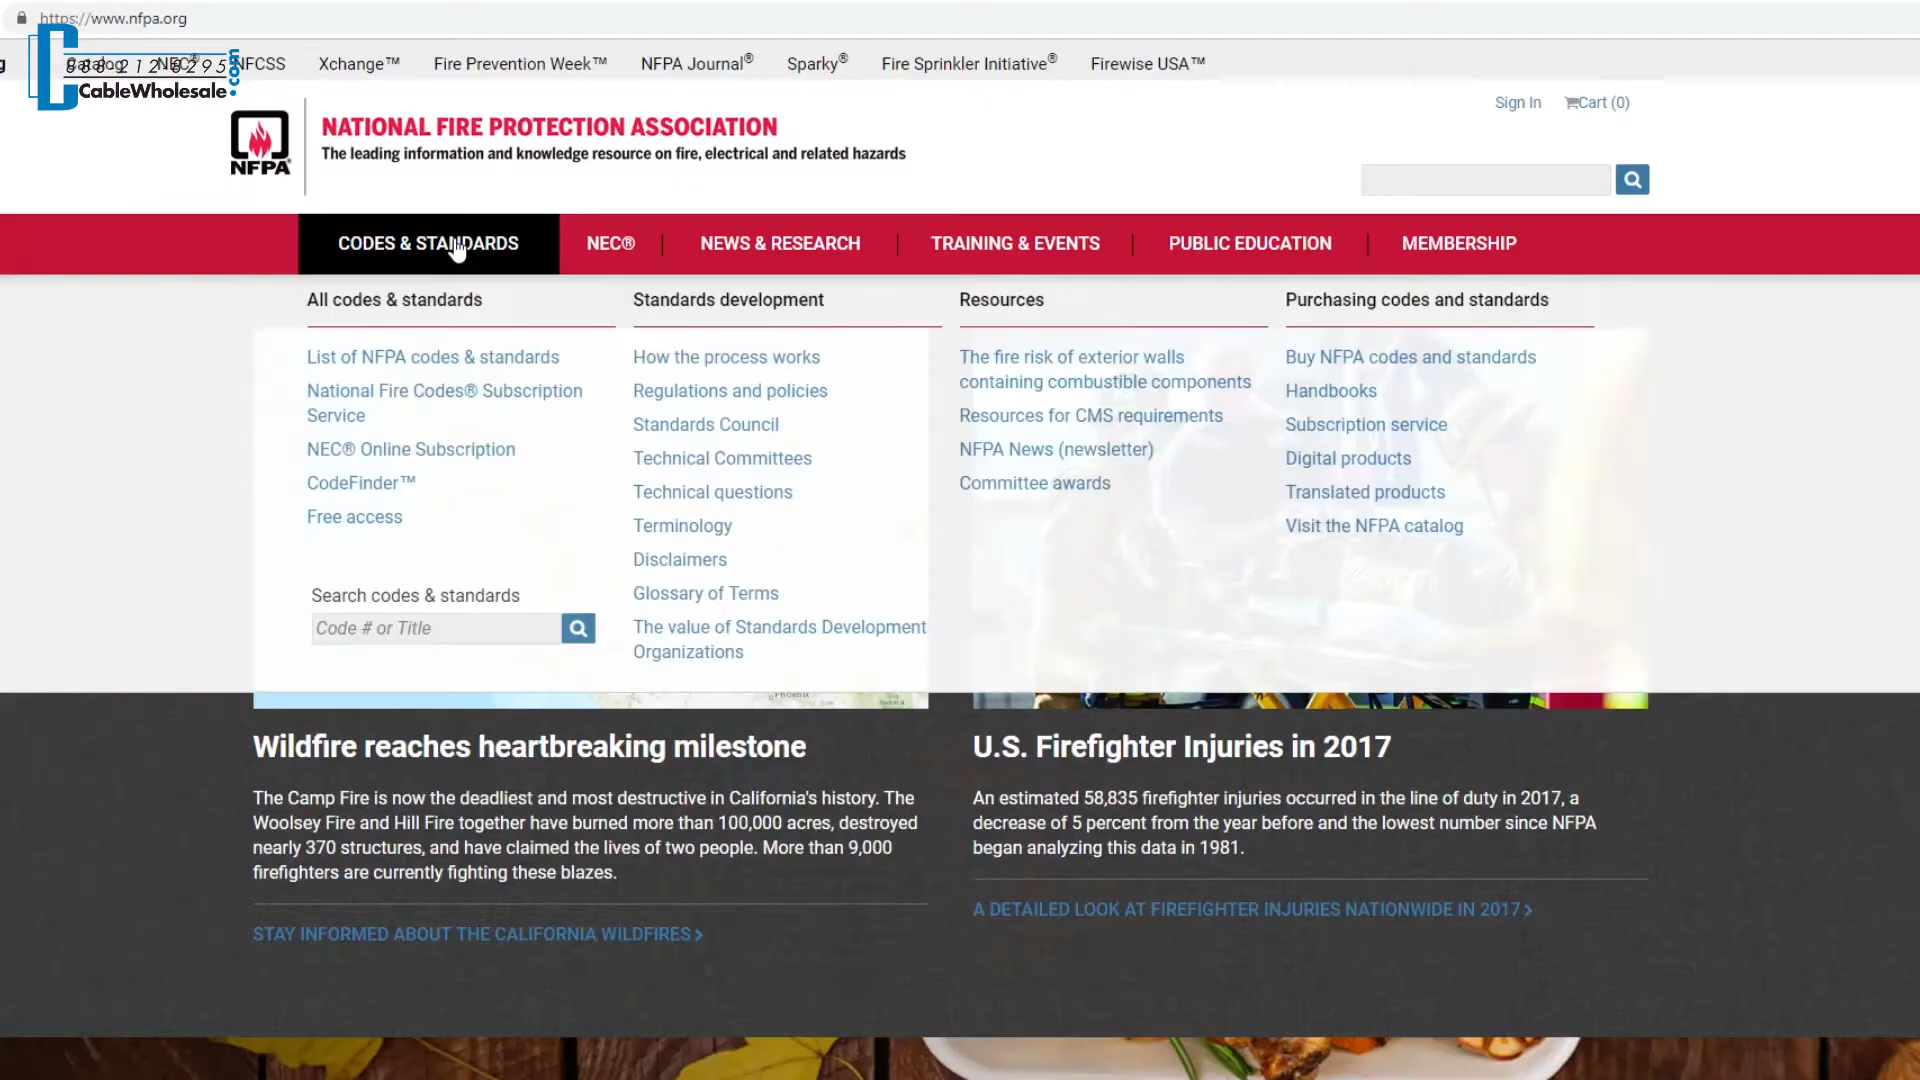 https://www.nfpa.org
g Catalog NEC® NFCSS Xchange™ Fire Prevention Week™ NFPA Journal® Sparky® Fire Sprinkler Initiative® Firewise USA™
888-212-8295
CableWholesale.com
Sign In Cart (0)
NFPA®
NATIONAL FIRE PROTECTION ASSOCIATION
The leading information and knowledge resource on fire, electrical and related hazards
CODES & STANDARDS NEC® NEWS & RESEARCH TRAINING & EVENTS PUBLIC EDUCATION MEMBERSHIP
All codes & standards
List of NFPA codes & standards
National Fire Codes® Subscription
Service
NEC® Online Subscription
CodeFinder™
Free access
Search codes & standards
Code # or Title
Standards development
How the process works
Regulations and policies
Standards Council
Technical Committees
Technical questions
Terminology
Disclaimers
Glossary of Terms
The value of Standards Development
Organizations
Resources
The fire risk of exterior walls
containing combustible components
Resources for CMS requirements
NFPA News (newsletter)
Committee awards
Purchasing codes and standards
Buy NFPA codes and standards
Handbooks
Subscription service
Digital products
Translated products
Visit the NFPA catalog
Phoenix
Wildfire reaches heartbreaking milestone
The Camp Fire is now the deadliest and most destructive in California's history. The
Woolsey Fire and Hill Fire together have burned more than 100,000 acres, destroyed
nearly 370 structures, and have claimed the lives of two people. More than 9,000
firefighters are currently fighting these blazes.
STAY INFORMED ABOUT THE CALIFORNIA WILDFIRES
U.S. Firefighter Injuries in 2017
An estimated 58,835 firefighter injuries occurred in the line of duty in 2017, a
decrease of 5 percent from the year before and the lowest number since NFPA
began analyzing this data in 1981.
A DETAILED LOOK AT FIREFIGHTER INJURIES NATIONWIDE IN 2017